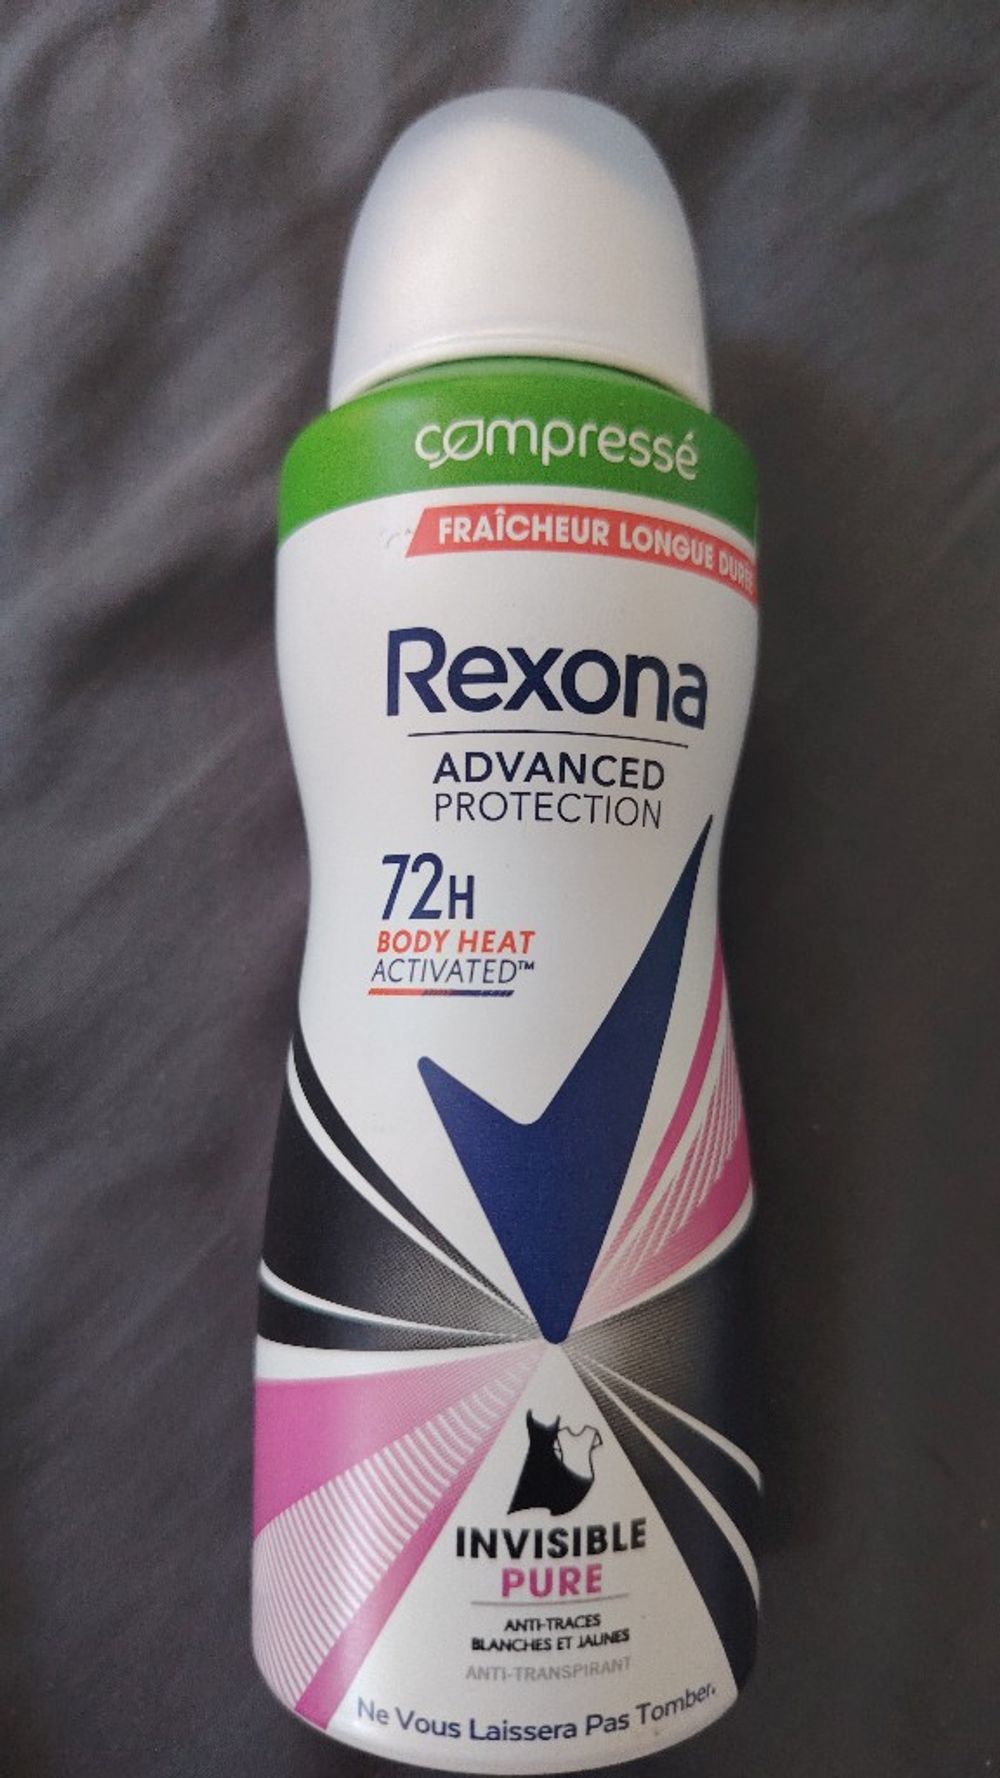 compressé
FRAÎCHEUR LONGUE DURÉE
Rexona
ADVANCED
PROTECTION
72H
BODY HEAT
ACTIVATED™
INVISIBLE
PURE
ANTI-TRACES
BLANCHES ET JAUNES
ANTI-TRANSPIRANT
Ne Vous Laissera Pas Tomber.